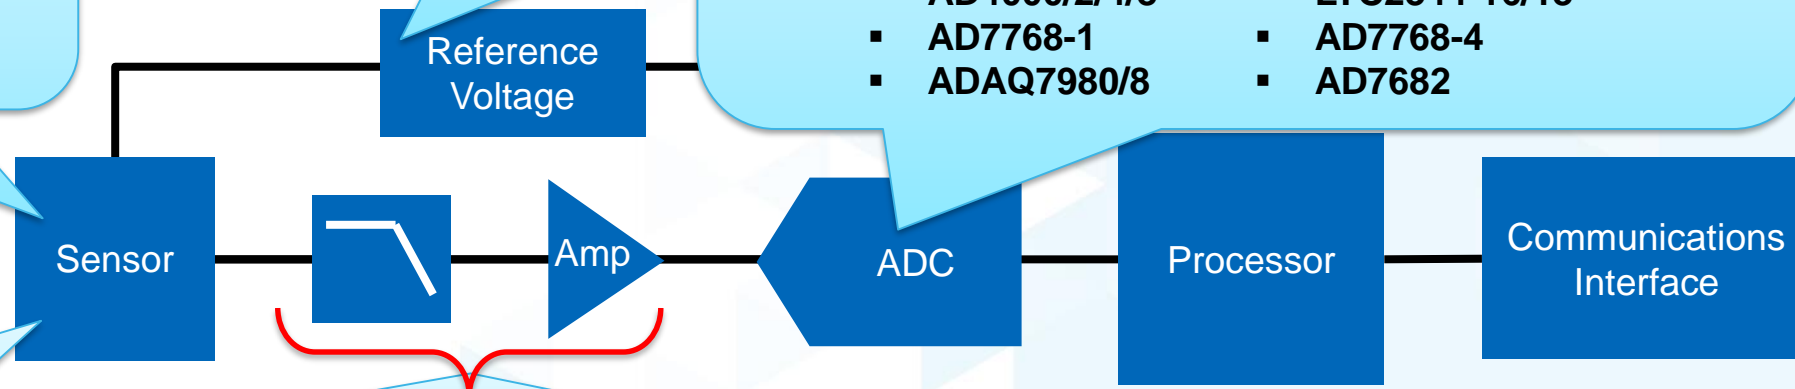 Reference
Voltage
▪ AD7768-1
▪ AD7768-4
▪ ADAQ7980/8
▪ AD7682
Sensor
Amp
ADC
Processor
Communications
Interface